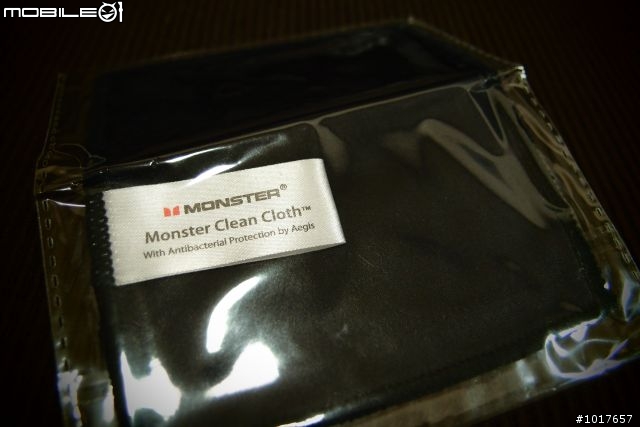 MOBILE01
MONSTER®
Monster Clean Cloth™
With Antibacterial Protection by Aegis
#1017657